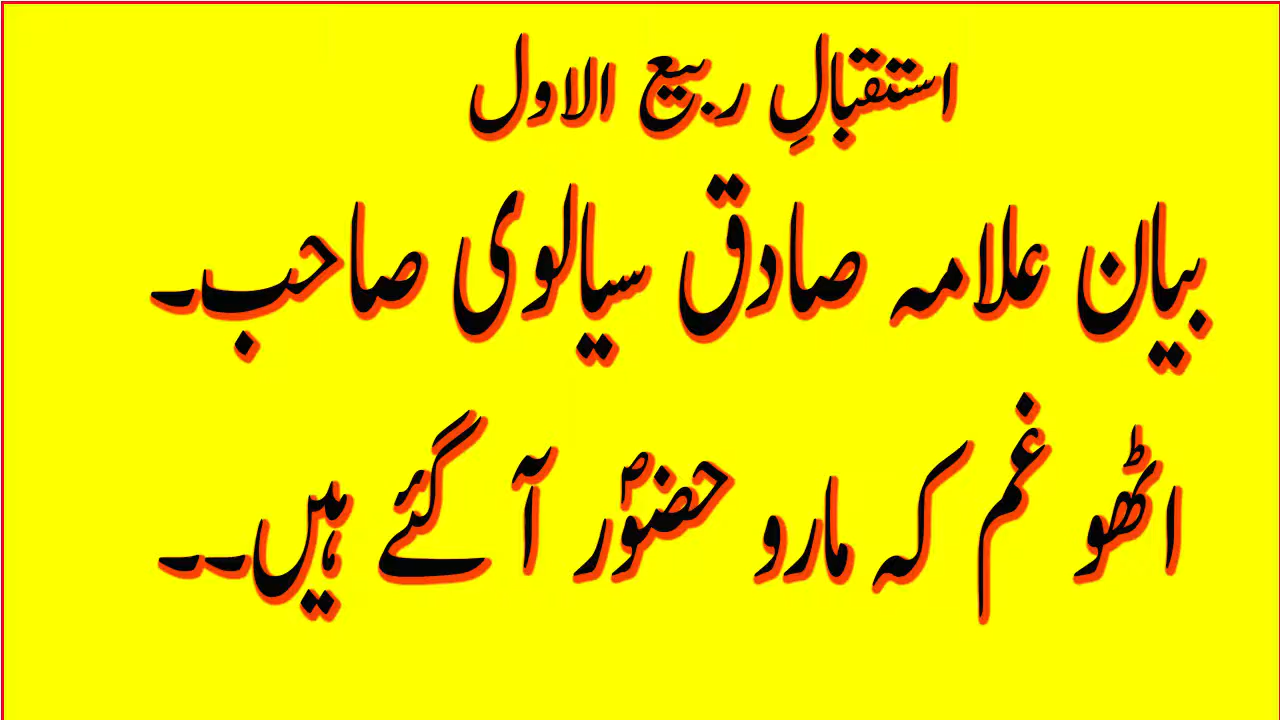 استقبالِ ربیع الاول
بیان علامہ صادق سیالوی صاحب۔
اٹھو غم کہ مارو حضورؐ آ گئے ہیں۔۔